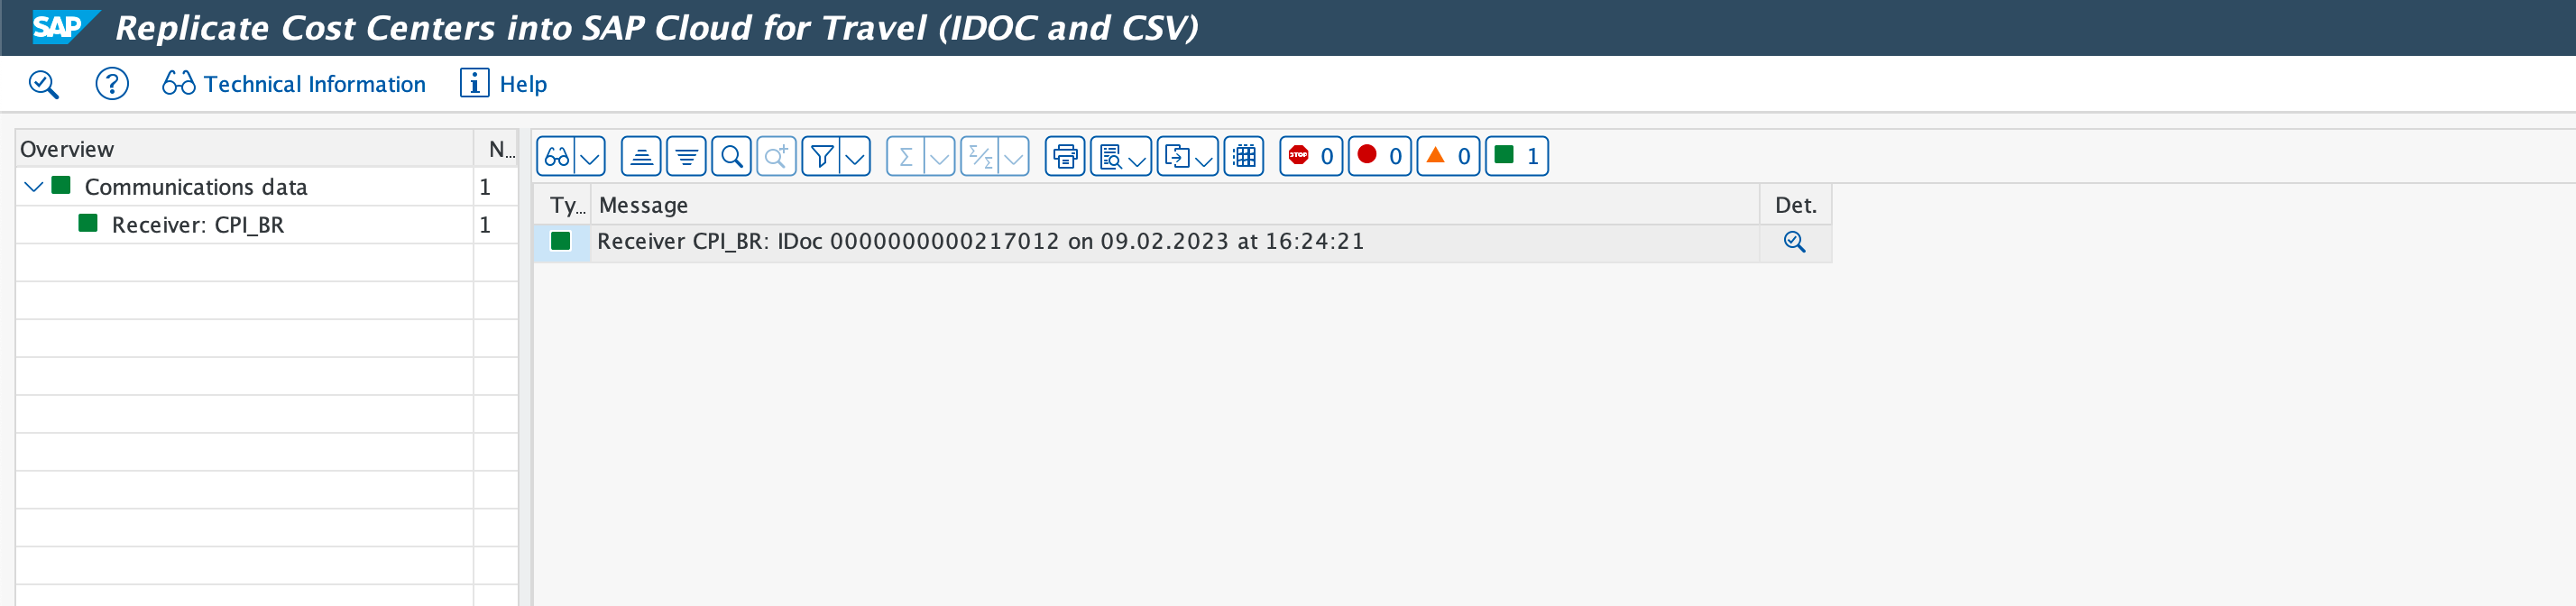 SAP Replicate Cost Centers into SAP Cloud for Travel (IDOC and CSV)
Technical Information Help
Overview N...
Communications data 1
Receiver: CPI_BR 1
STOP 0 0 0 1
Ty... Message Det.
Receiver CPI_BR: IDoc 0000000000217012 on 09.02.2023 at 16:24:21